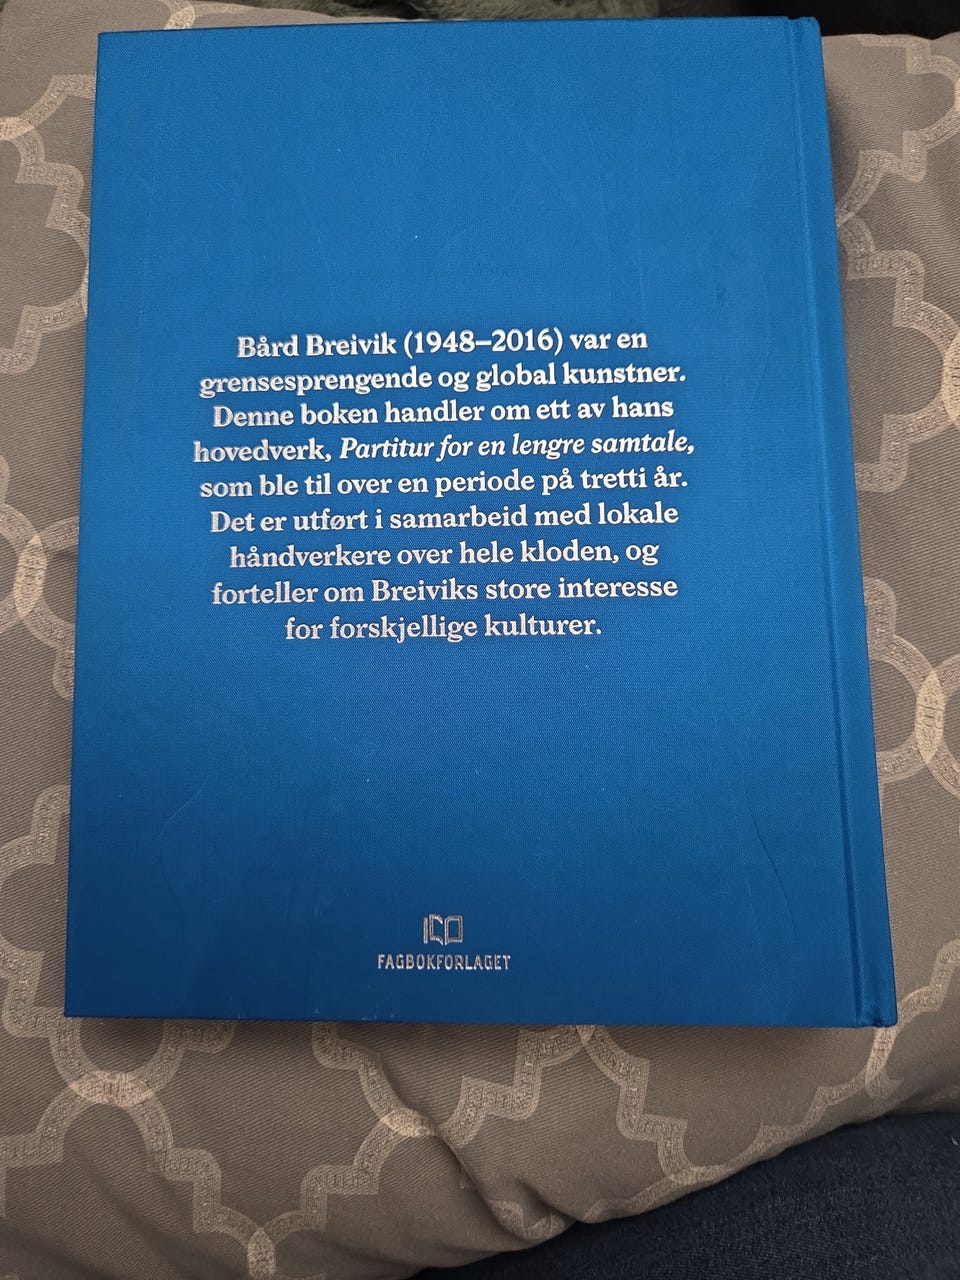 Bård Breivik (1948–2016) var en
grensesprengende og global kunstner.
Denne boken handler om ett av hans
hovedverk, Partitur for en lengre samtale,
som ble til over en periode på tretti år.
Det er utført i samarbeid med lokale
håndverkere over hele kloden, og
forteller om Breiviks store interesse
for forskjellige kulturer.
FAGBOKFORLAGET